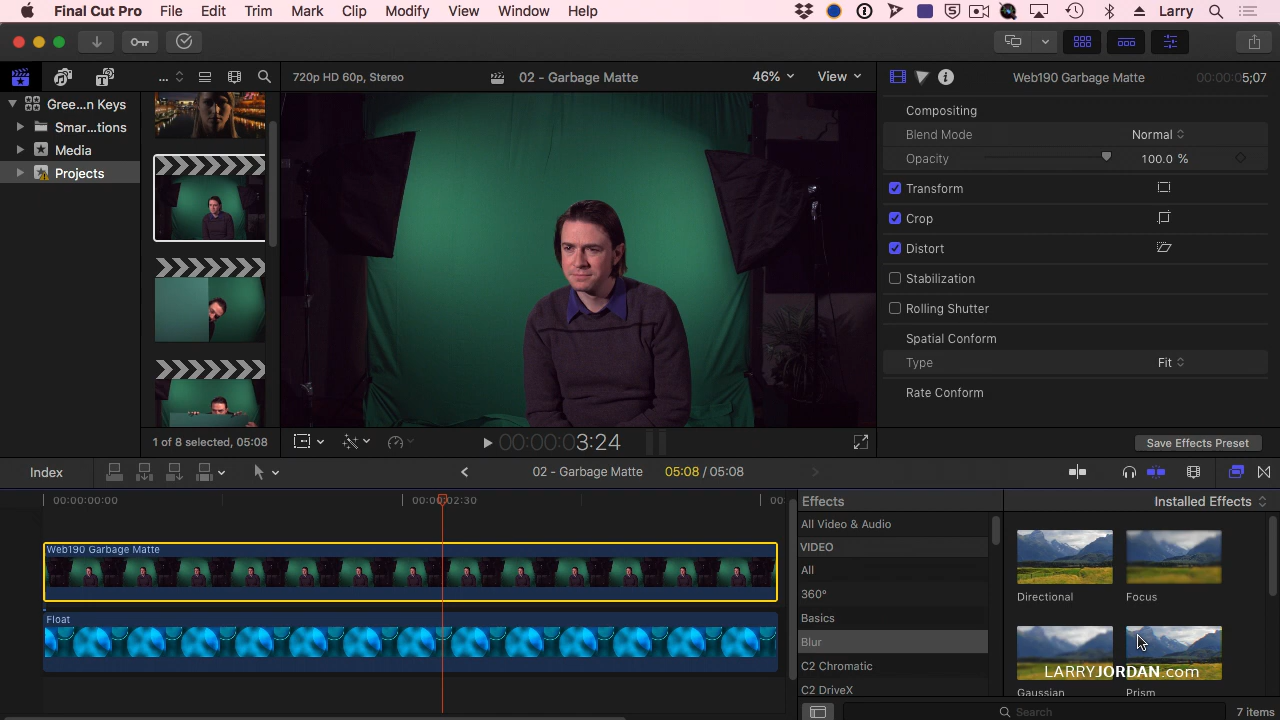 Final Cut Pro File Edit Trim Mark Clip Modify View Window Help Larry
... 720p HD 60p, Stereo 02 - Garbage Matte 46% View Web190 Garbage Matte 00:00:05;07
Gree...n Keys
Smar...tions
Media
Projects
Compositing
Blend Mode Normal
Opacity 100.0 %
Transform
Crop
Distort
Stabilization
Rolling Shutter
Spatial Conform
Type Fit
Rate Conform
1 of 8 selected, 05:08 00:00:03:24 Save Effects Preset
Index 02 - Garbage Matte 05:08 / 05:08
00:00:00:00 00:00:02:30 00:
Web190 Garbage Matte
Float
Effects Installed Effects
All Video & Audio
VIDEO
All
360º
Basics
Blur
C2 Chromatic
C2 DriveX
Directional Focus
LARRYJORDAN.com
Gaussian Prism
Search 7 items